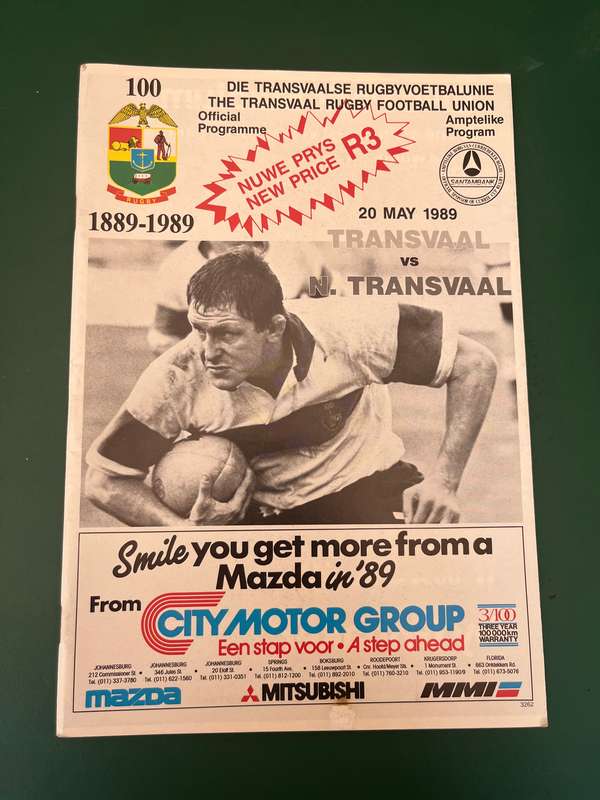 100
DIE TRANSVAALSE RUGBYVOETBALUNIE
THE TRANSVAAL RUGBY FOOTBALL UNION
Official
Programme
Amptelike
Program
NUWE PRYS
NEW PRICE R3
RUGBY
SANTAMBANK
1889-1989
20 MAY 1989
TRANSVAAL
VS
N. TRANSVAAL
Smile you get more from a
Mazda in '89
From
CITY MOTOR GROUP
Een stap voor • A step ahead
3/100
THREE YEAR
100 000km
WARRANTY
JOHANNESBURG
212 Commissioner St.
Tel. (011) 337-3780
JOHANNESBURG
346 Jules St.
Tel. (011) 622-1560
JOHANNESBURG
20 Eloff St.
Tel. (011) 331-0351
SPRINGS
15 Fourth Ave.
Tel. (011) 812-1200
BOKSBURG
158 Leeuwpoort St.
Tel. (011) 892-2010
ROODEPOORT
Cnr. Hoofd/Meyer Sts.
Tel. (011) 760-3210
KRUGERSDORP
1 Monument St.
Tel. (011) 953-1190/9
FLORIDA
663 Ontdekkers Rd.
Tel. (011) 673-5076
mazda
MITSUBISHI
MMI
3262